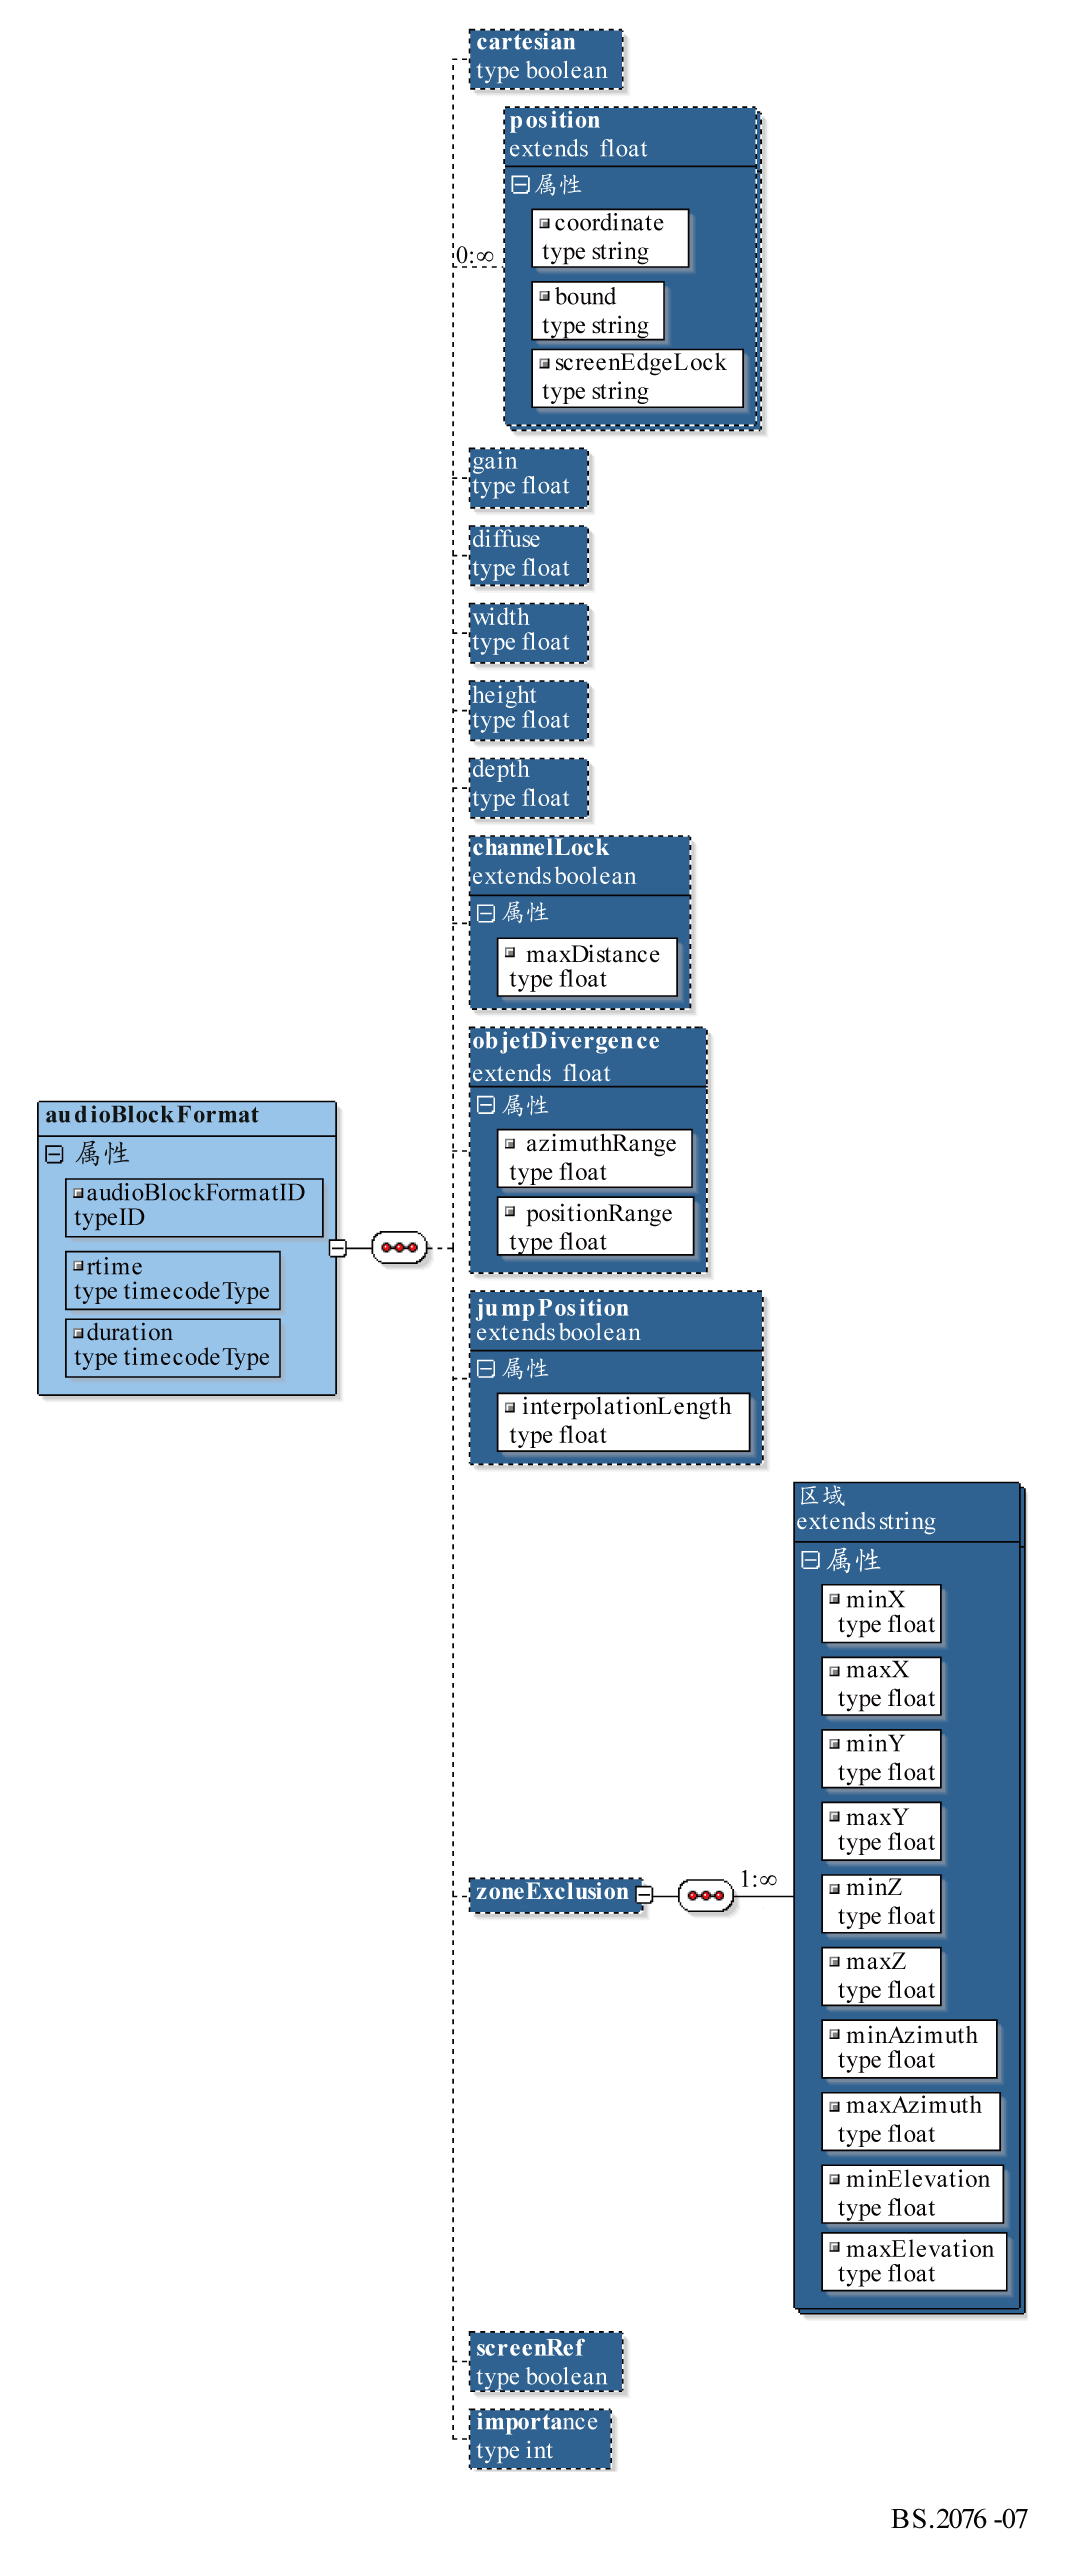 cartesian
type boolean
position
extends float
属性
coordinate
type string
0:∞
bound
type string
screenEdgeLock
type string
gain
type float
diffuse
type float
width
type float
height
type float
depth
type float
channelLock
extends boolean
属性
maxDistance
type float
objetDivergence
extends float
属性
azimuthRange
type float
positionRange
type float
audioBlockFormat
属性
audioBlockFormatID
typeID
rtime
type timecodeType
duration
type timecodeType
jumpPosition
extends boolean
属性
interpolationLength
type float
区域
extends string
属性
minX
type float
maxX
type float
minY
type float
maxY
type float
zoneExclusion
1:∞
minZ
type float
maxZ
type float
minAzimuth
type float
maxAzimuth
type float
minElevation
type float
maxElevation
type float
screenRef
type boolean
importance
type int
BS.2076 -07